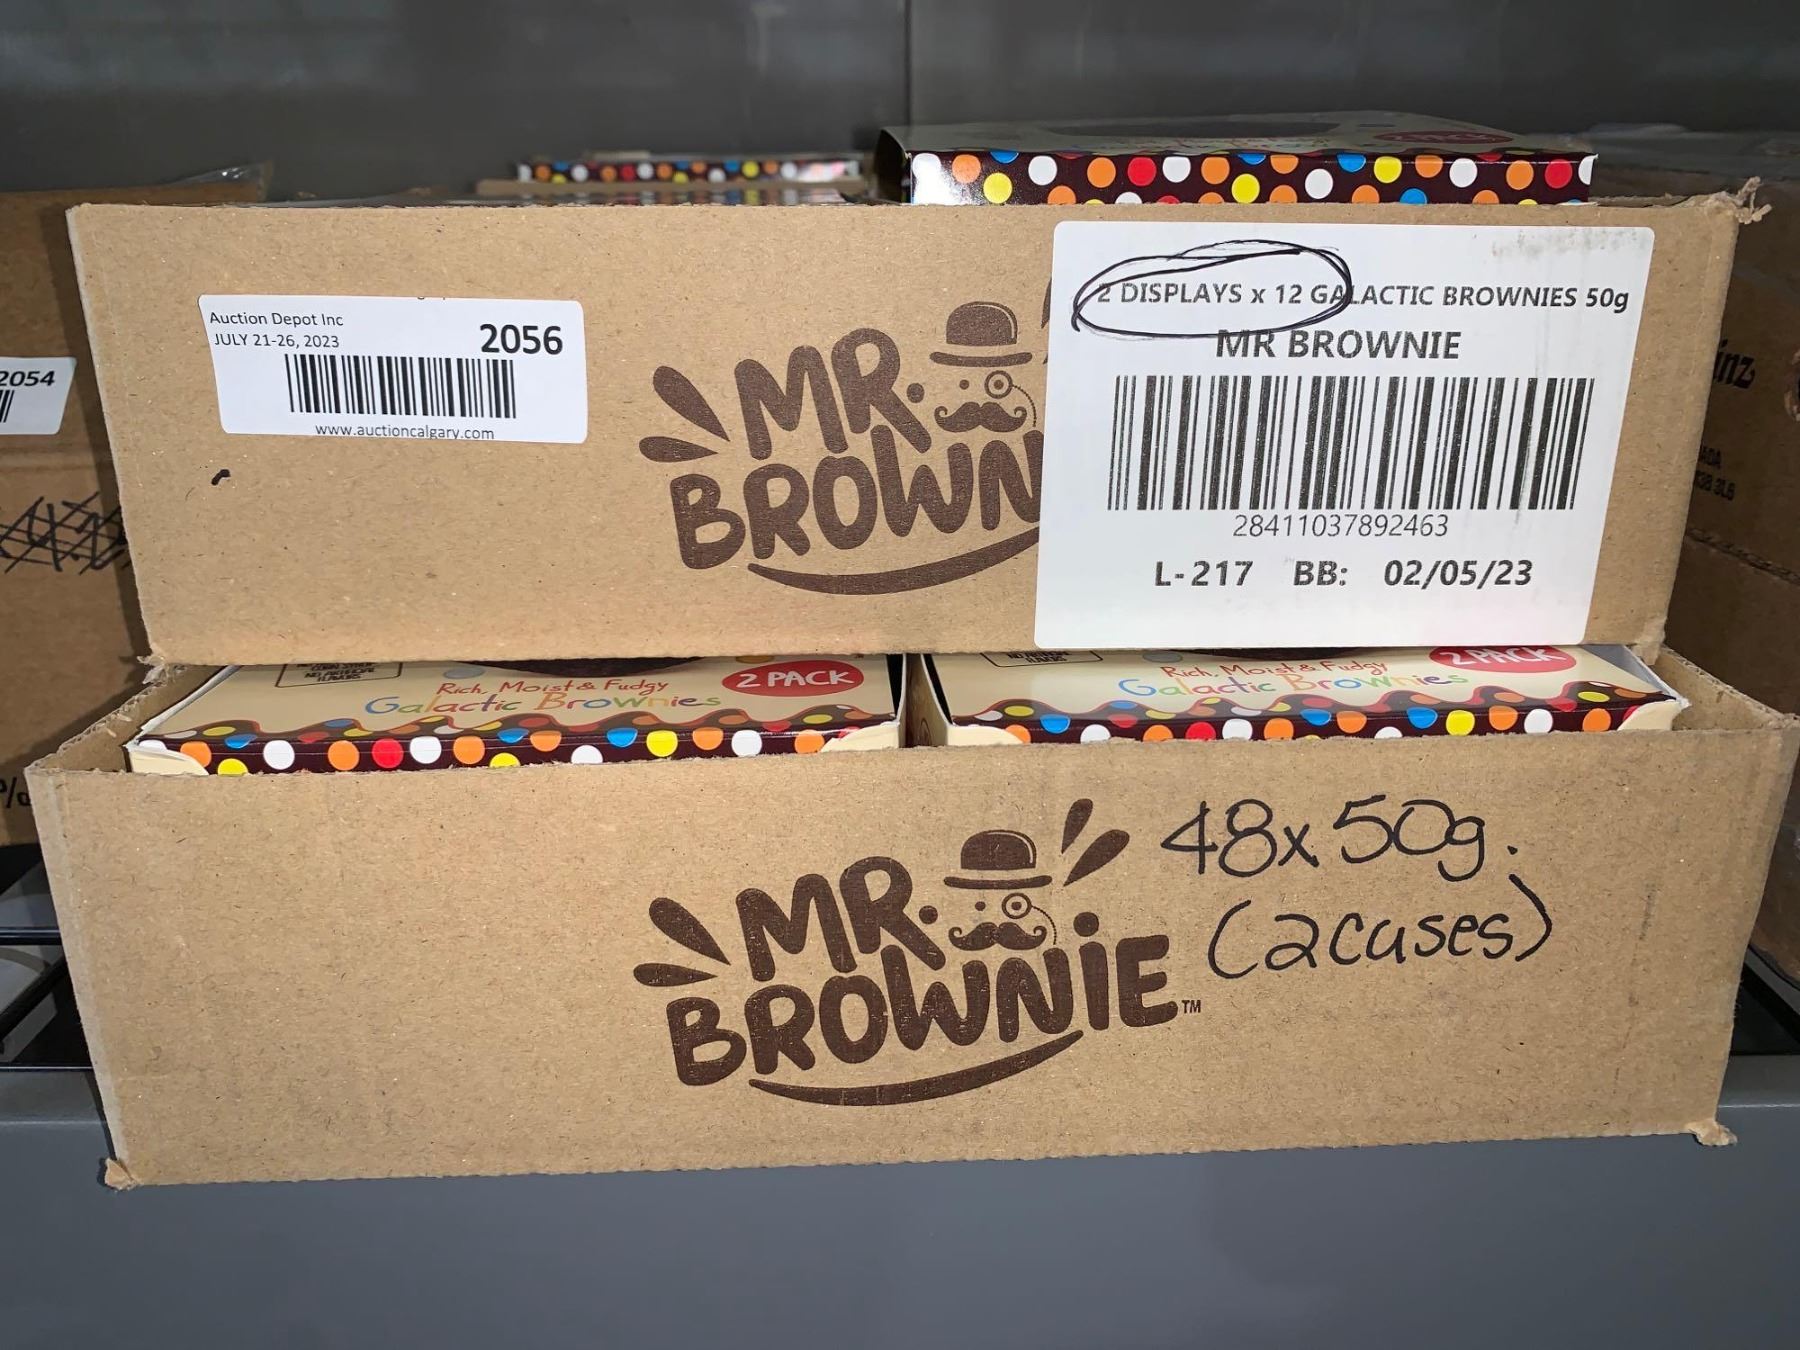 Auction Depot Inc
JULY 21-26, 2023
2056
www.auctioncalgary.com
2054
MR.
BROWN
2 DISPLAYS x 12 GALACTIC BROWNIES 50g
MR BROWNIE
28411037892463
L-217 BB: 02/05/23
inz
Rich, Moist & Fudgy
Galactic Brownies
2 PACK
Rich, Moist & Fudgy
Galactic Brownies
2 PACK
48x50g.
(2cases)
MR.
BROWNIE™